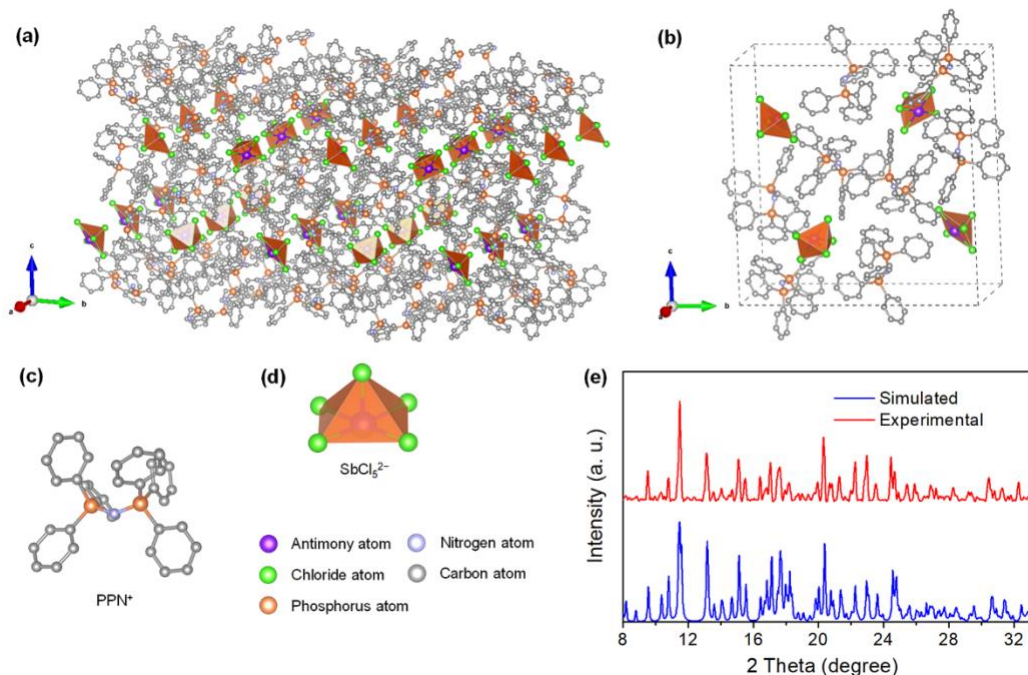 (a)
(b)
c
b
a
c
b
a
(c)
(d)
(e)
SbCl₅²⁻
PPN⁺
Antimony atom
Nitrogen atom
Chloride atom
Carbon atom
Phosphorus atom
Simulated
Experimental
Intensity (a. u.)
8 12 16 20 24 28 32
2 Theta (degree)